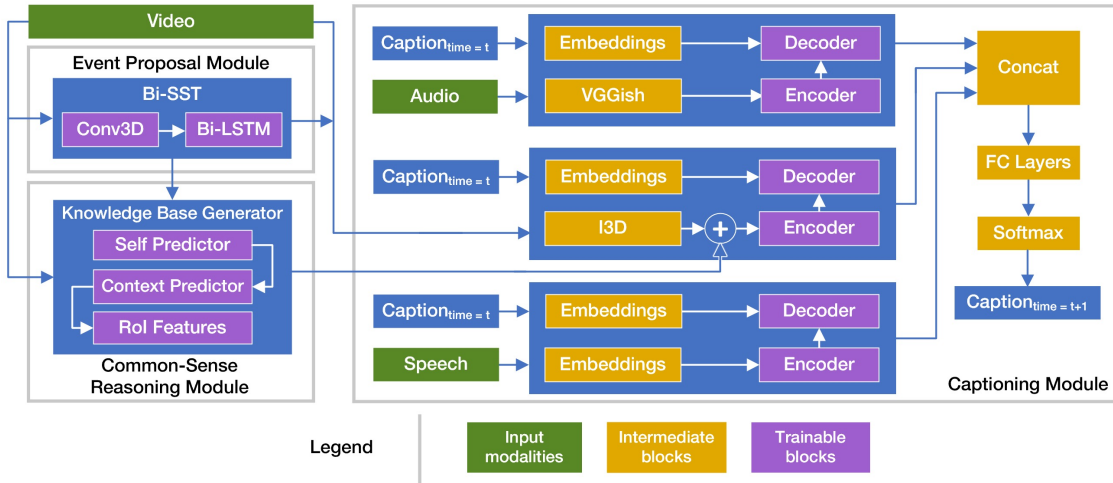 Video
Event Proposal Module
Bi-SST
Conv3D
Bi-LSTM
Knowledge Base Generator
Self Predictor
Context Predictor
RoI Features
Common-Sense
Reasoning Module
Caption time = t
Embeddings
Decoder
Audio
VGGish
Encoder
Caption time = t
Embeddings
Decoder
I3D
+
Encoder
Caption time = t
Embeddings
Decoder
Speech
Embeddings
Encoder
Concat
FC Layers
Softmax
Caption time = t+1
Captioning Module
Legend
Input
modalities
Intermediate
blocks
Trainable
blocks